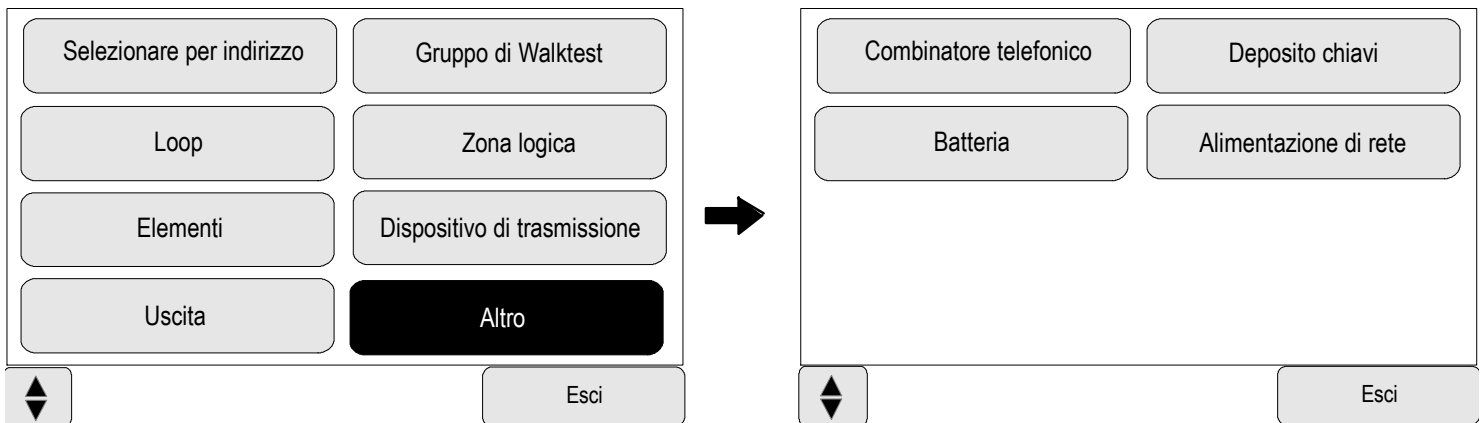 Selezionare per indirizzo
Gruppo di Walktest
Loop
Zona logica
Elementi
Dispositivo di trasmissione
Uscita
Altro
Esci
Combinatore telefonico
Deposito chiavi
Batteria
Alimentazione di rete
Esci